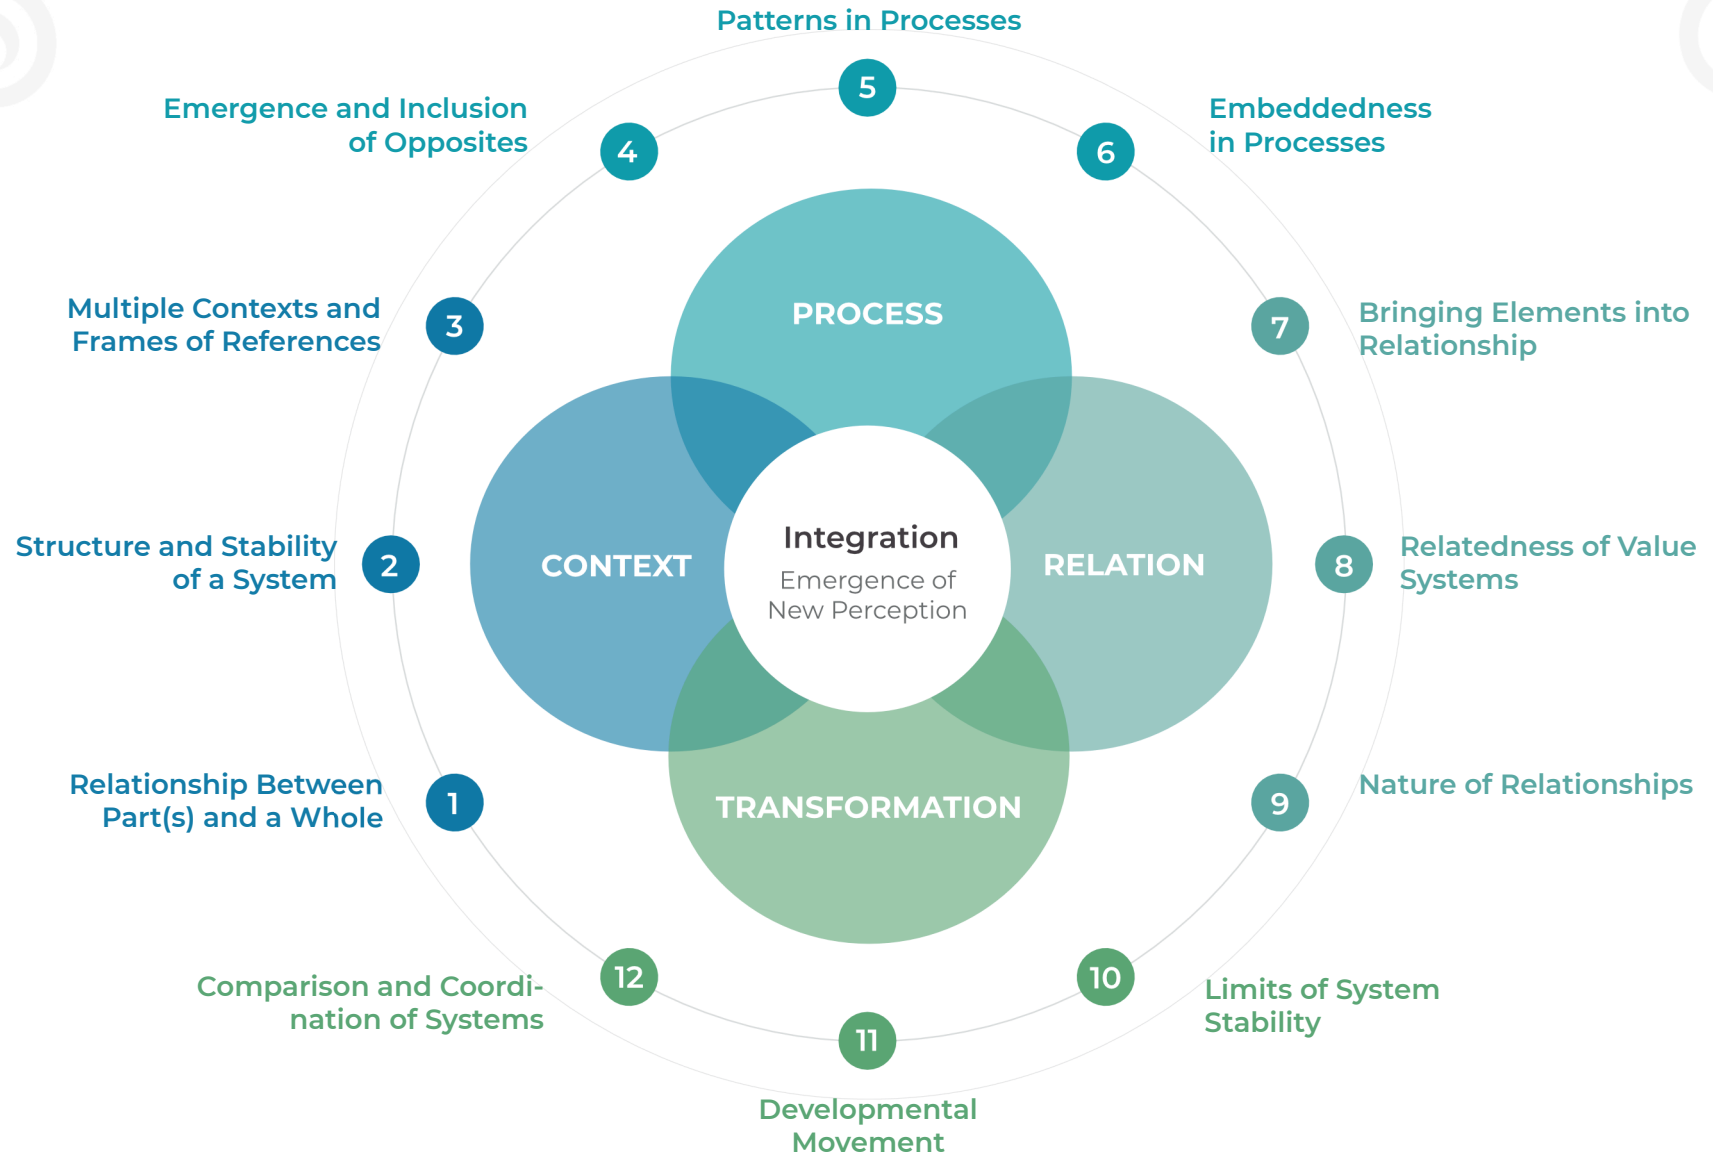 Patterns in Processes
5
Emergence and Inclusion
of Opposites
4
6
Embeddedness
in Processes
Multiple Contexts and
Frames of References
3
PROCESS
7
Bringing Elements into
Relationship
Structure and Stability
of a System
2
CONTEXT
Integration
Emergence of
New Perception
RELATION
8
Relatedness of Value
Systems
Relationship Between
Part(s) and a Whole
1
TRANSFORMATION
9
Nature of Relationships
Comparison and Coordi-
nation of Systems
12
10
Limits of System
Stability
11
Developmental
Movement